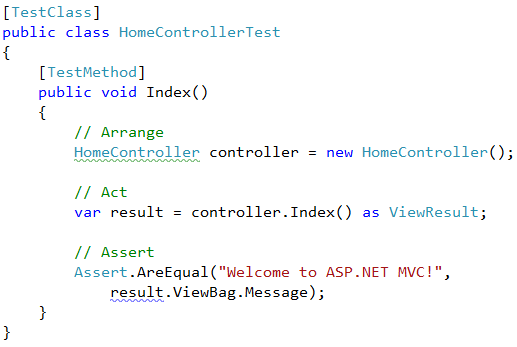 [TestClass]
public class HomeControllerTest
{
    [TestMethod]
    public void Index()
    {
        // Arrange
        HomeController controller = new HomeController();

        // Act
        var result = controller.Index() as ViewResult;

        // Assert
        Assert.AreEqual("Welcome to ASP.NET MVC!",
            result.ViewBag.Message);
    }
}